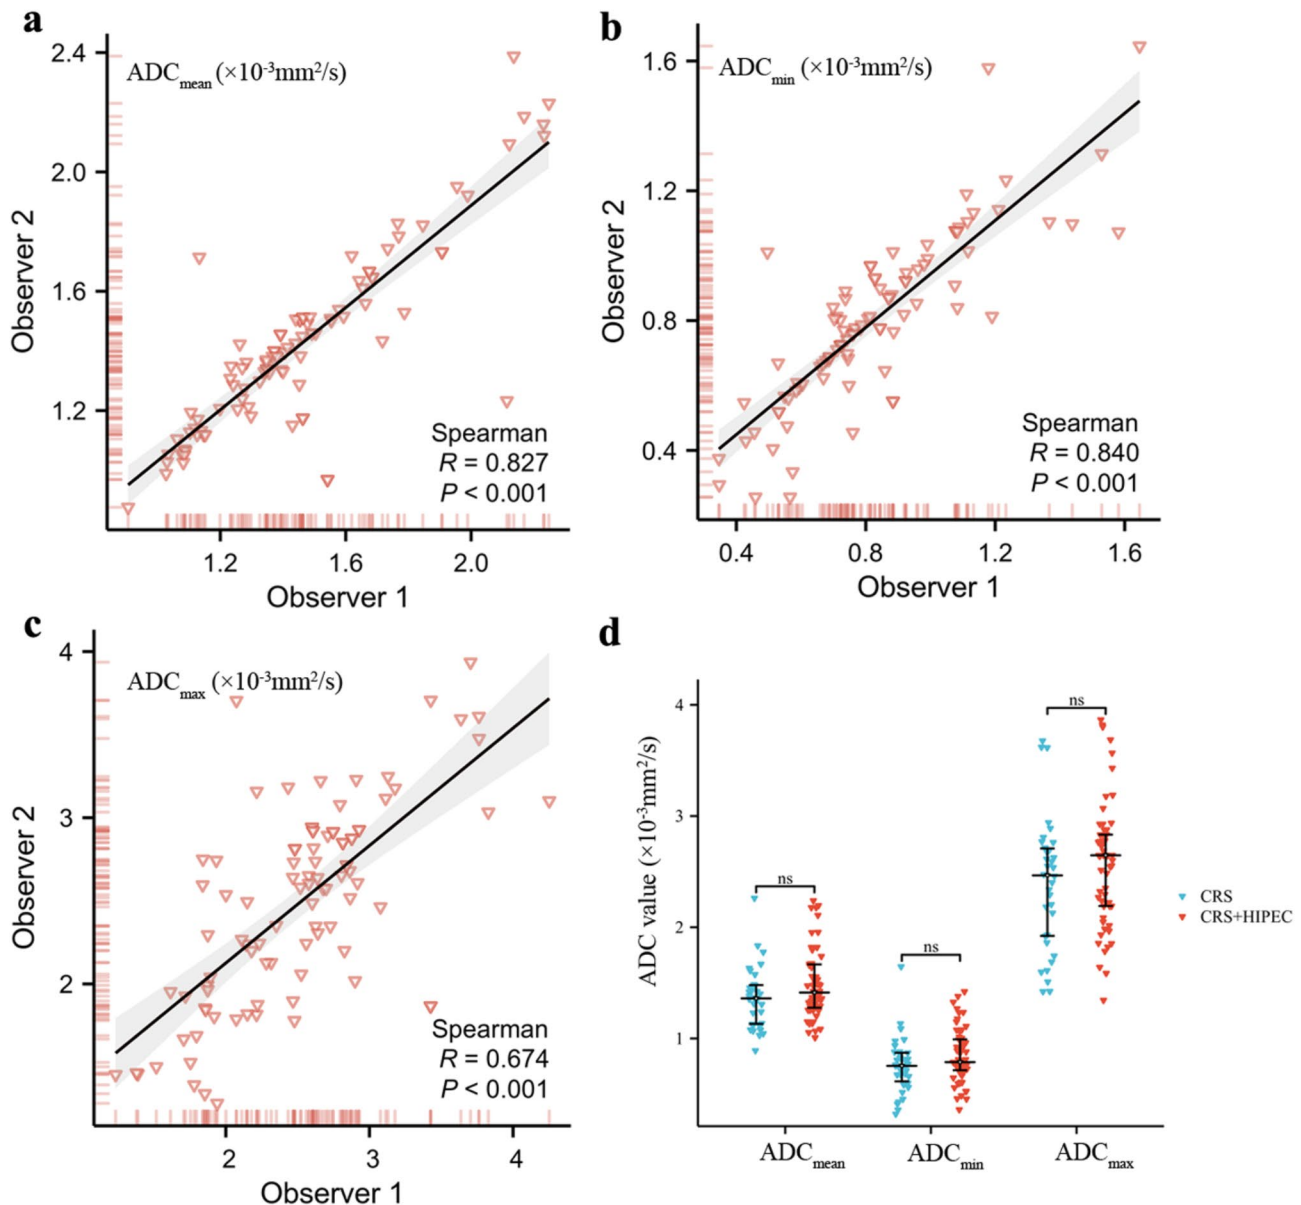 a
ADCmean (×10-3mm2/s)
2.4
2.0
1.6
1.2
Observer 2
Spearman
R = 0.827
P < 0.001
1.2 1.6 2.0
Observer 1
b
ADCmin (×10-3mm2/s)
1.6
1.2
0.8
0.4
Observer 2
Spearman
R = 0.840
P < 0.001
0.4 0.8 1.2 1.6
Observer 1
c
ADCmax (×10-3mm2/s)
4
3
2
Observer 2
Spearman
R = 0.674
P < 0.001
2 3 4
Observer 1
d
4
3
2
1
ADC value (×10-3mm2/s)
ns
ns
ns
CRS
CRS+HIPEC
ADCmean ADCmin ADCmax